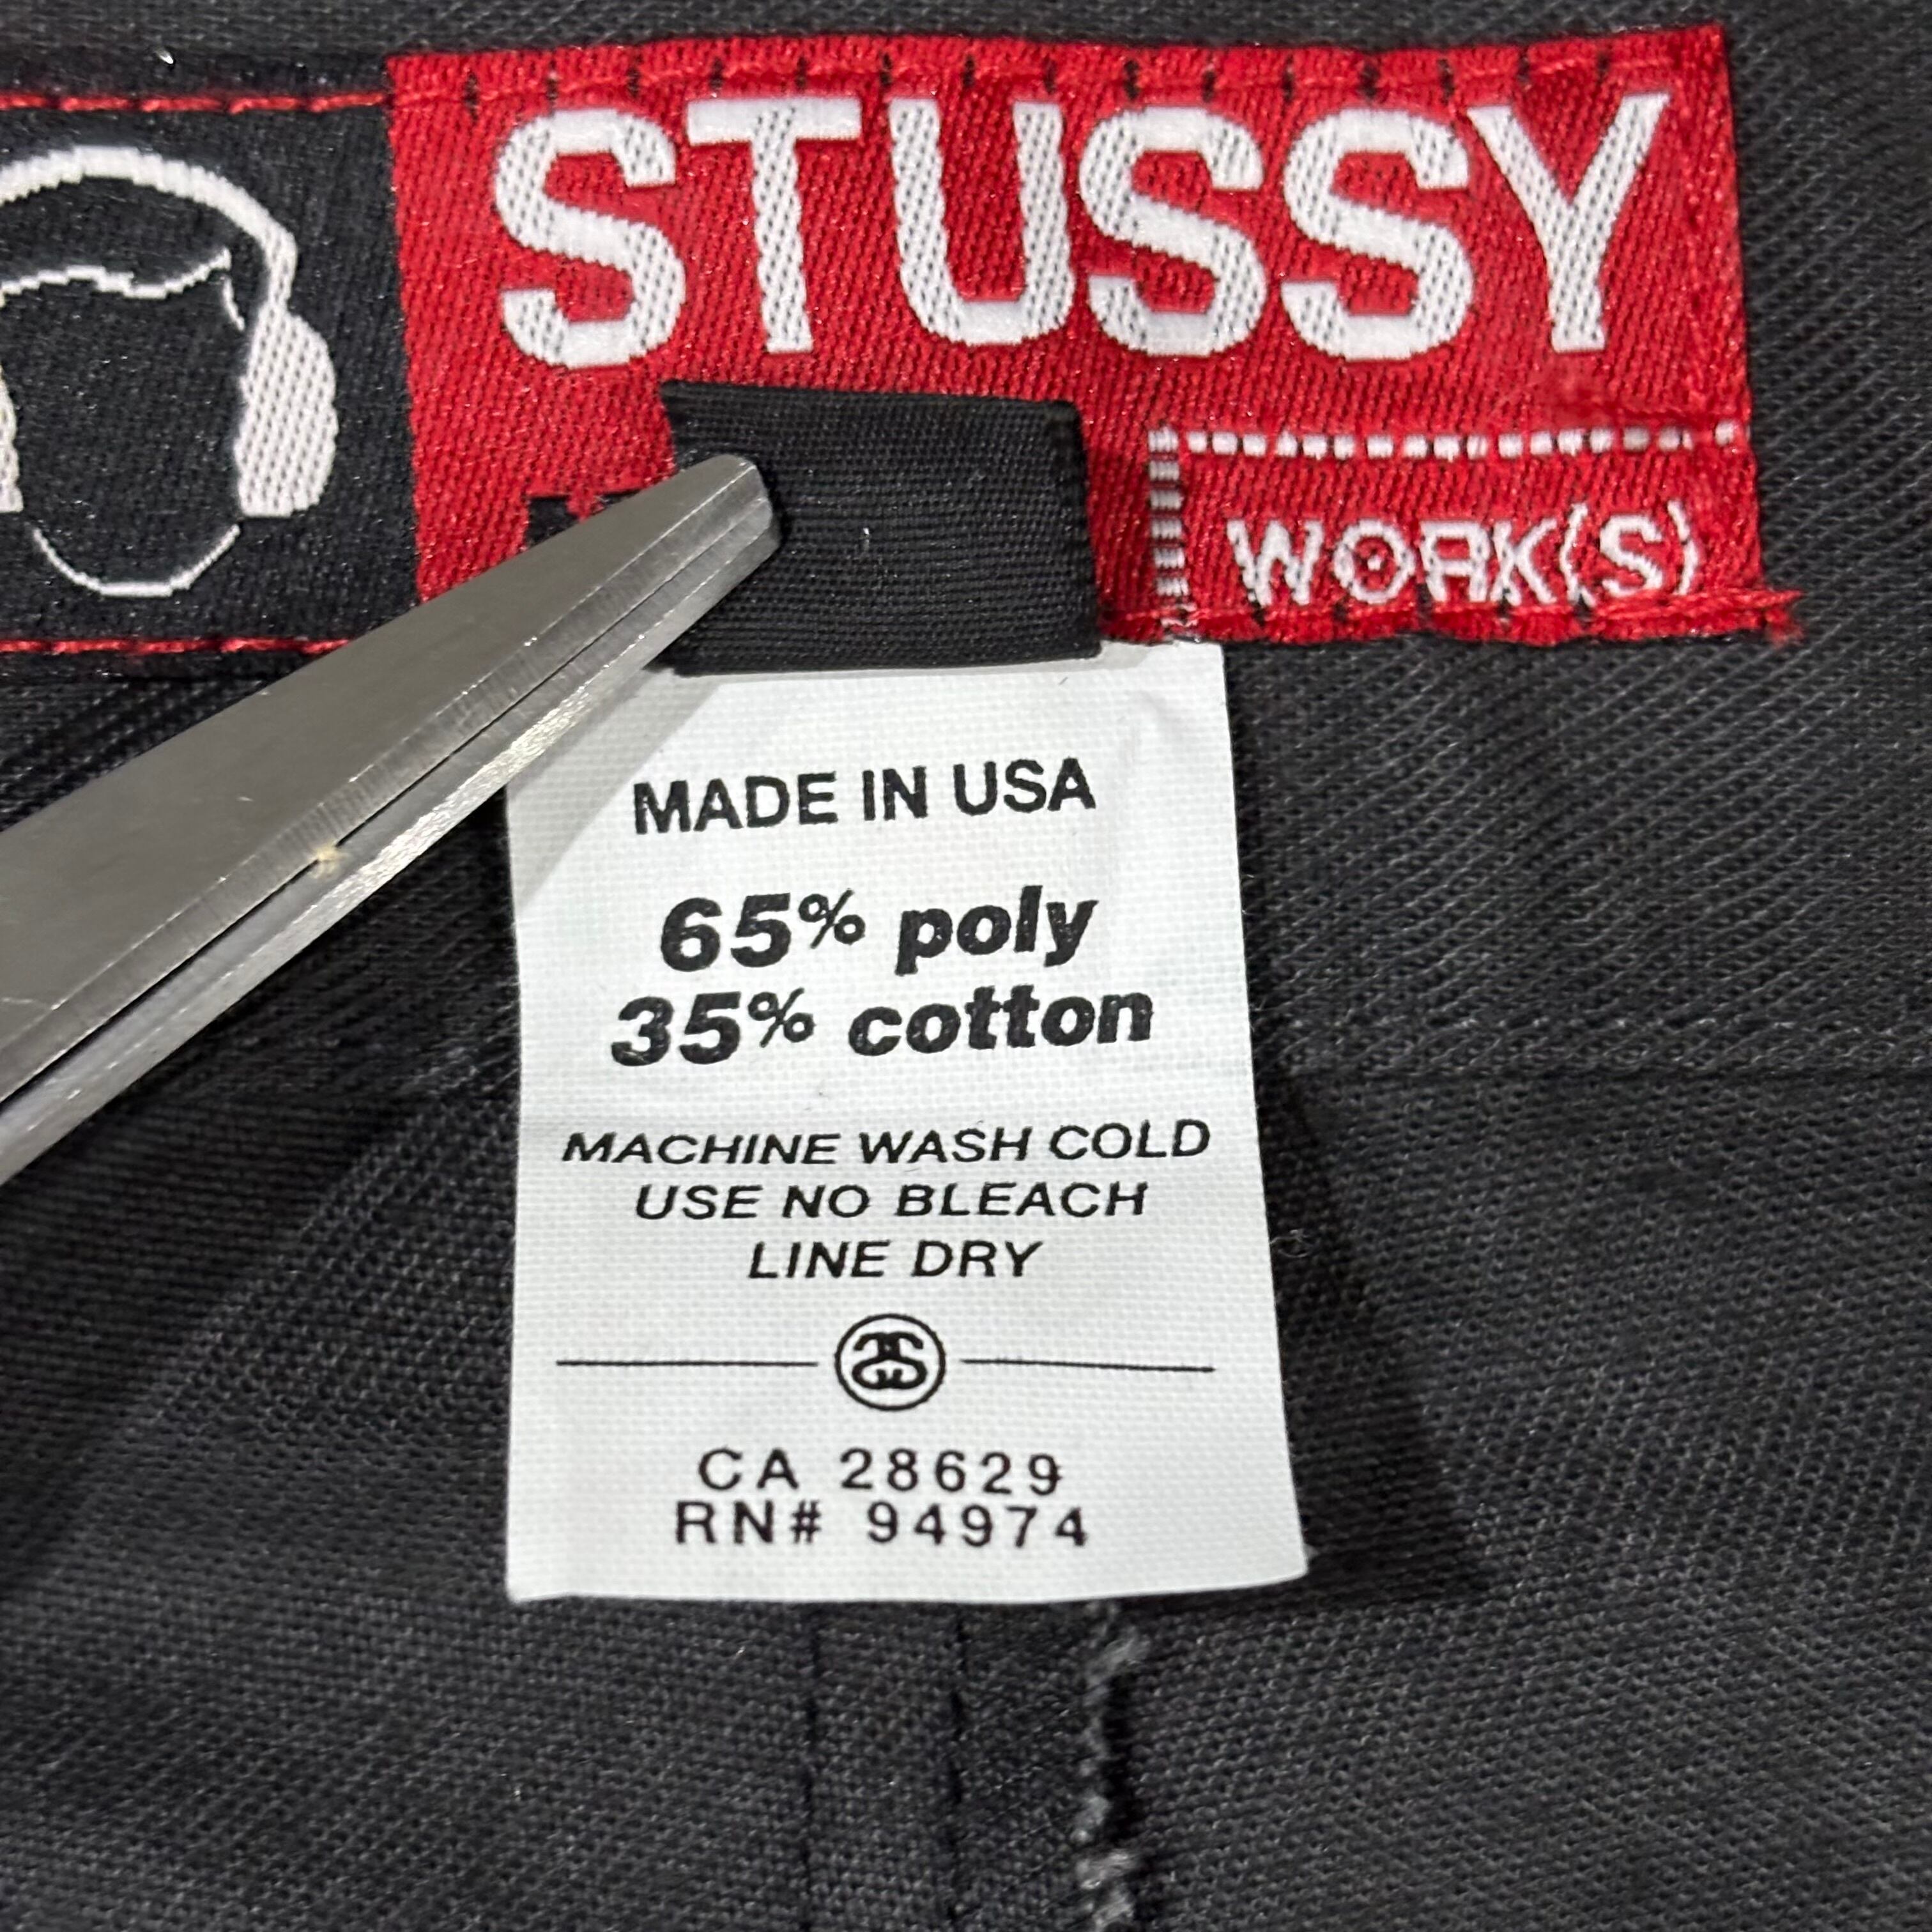 STUSSY
WORK(S)
MADE IN USA
65% poly
35% cotton
MACHINE WASH COLD
USE NO BLEACH
LINE DRY
CA 28629
RN# 94974